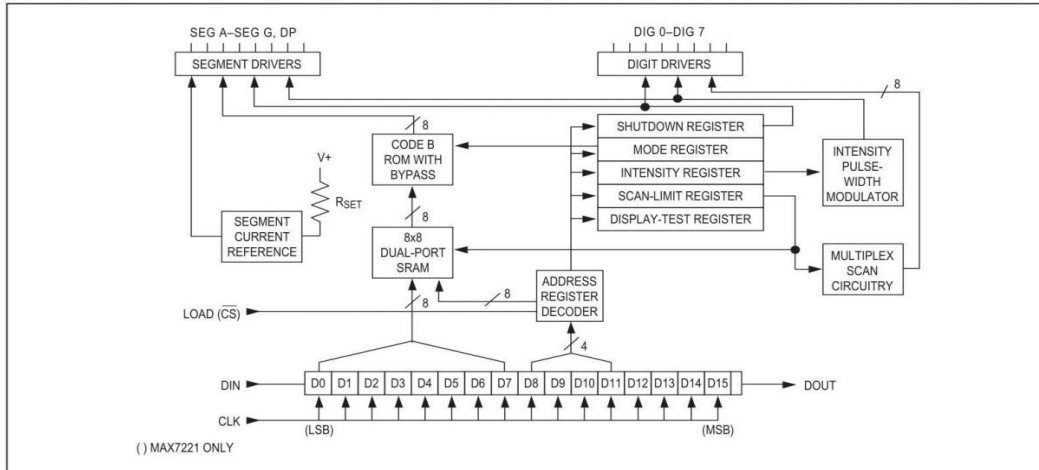 SEG A–SEG G, DP
DIG 0–DIG 7
SEGMENT DRIVERS
DIGIT DRIVERS
8
8
SHUTDOWN REGISTER
MODE REGISTER
INTENSITY REGISTER
SCAN-LIMIT REGISTER
DISPLAY-TEST REGISTER
CODE B
ROM WITH
BYPASS
INTENSITY
PULSE-
WIDTH
MODULATOR
V+
RSET
8
SEGMENT
CURRENT
REFERENCE
8x8
DUAL-PORT
SRAM
MULTIPLEX
SCAN
CIRCUITRY
ADDRESS
REGISTER
DECODER
8
8
LOAD (C̅S̅)
4
DIN
D0 D1 D2 D3 D4 D5 D6 D7 D8 D9 D10 D11 D12 D13 D14 D15
DOUT
CLK
(LSB)
(MSB)
( ) MAX7221 ONLY